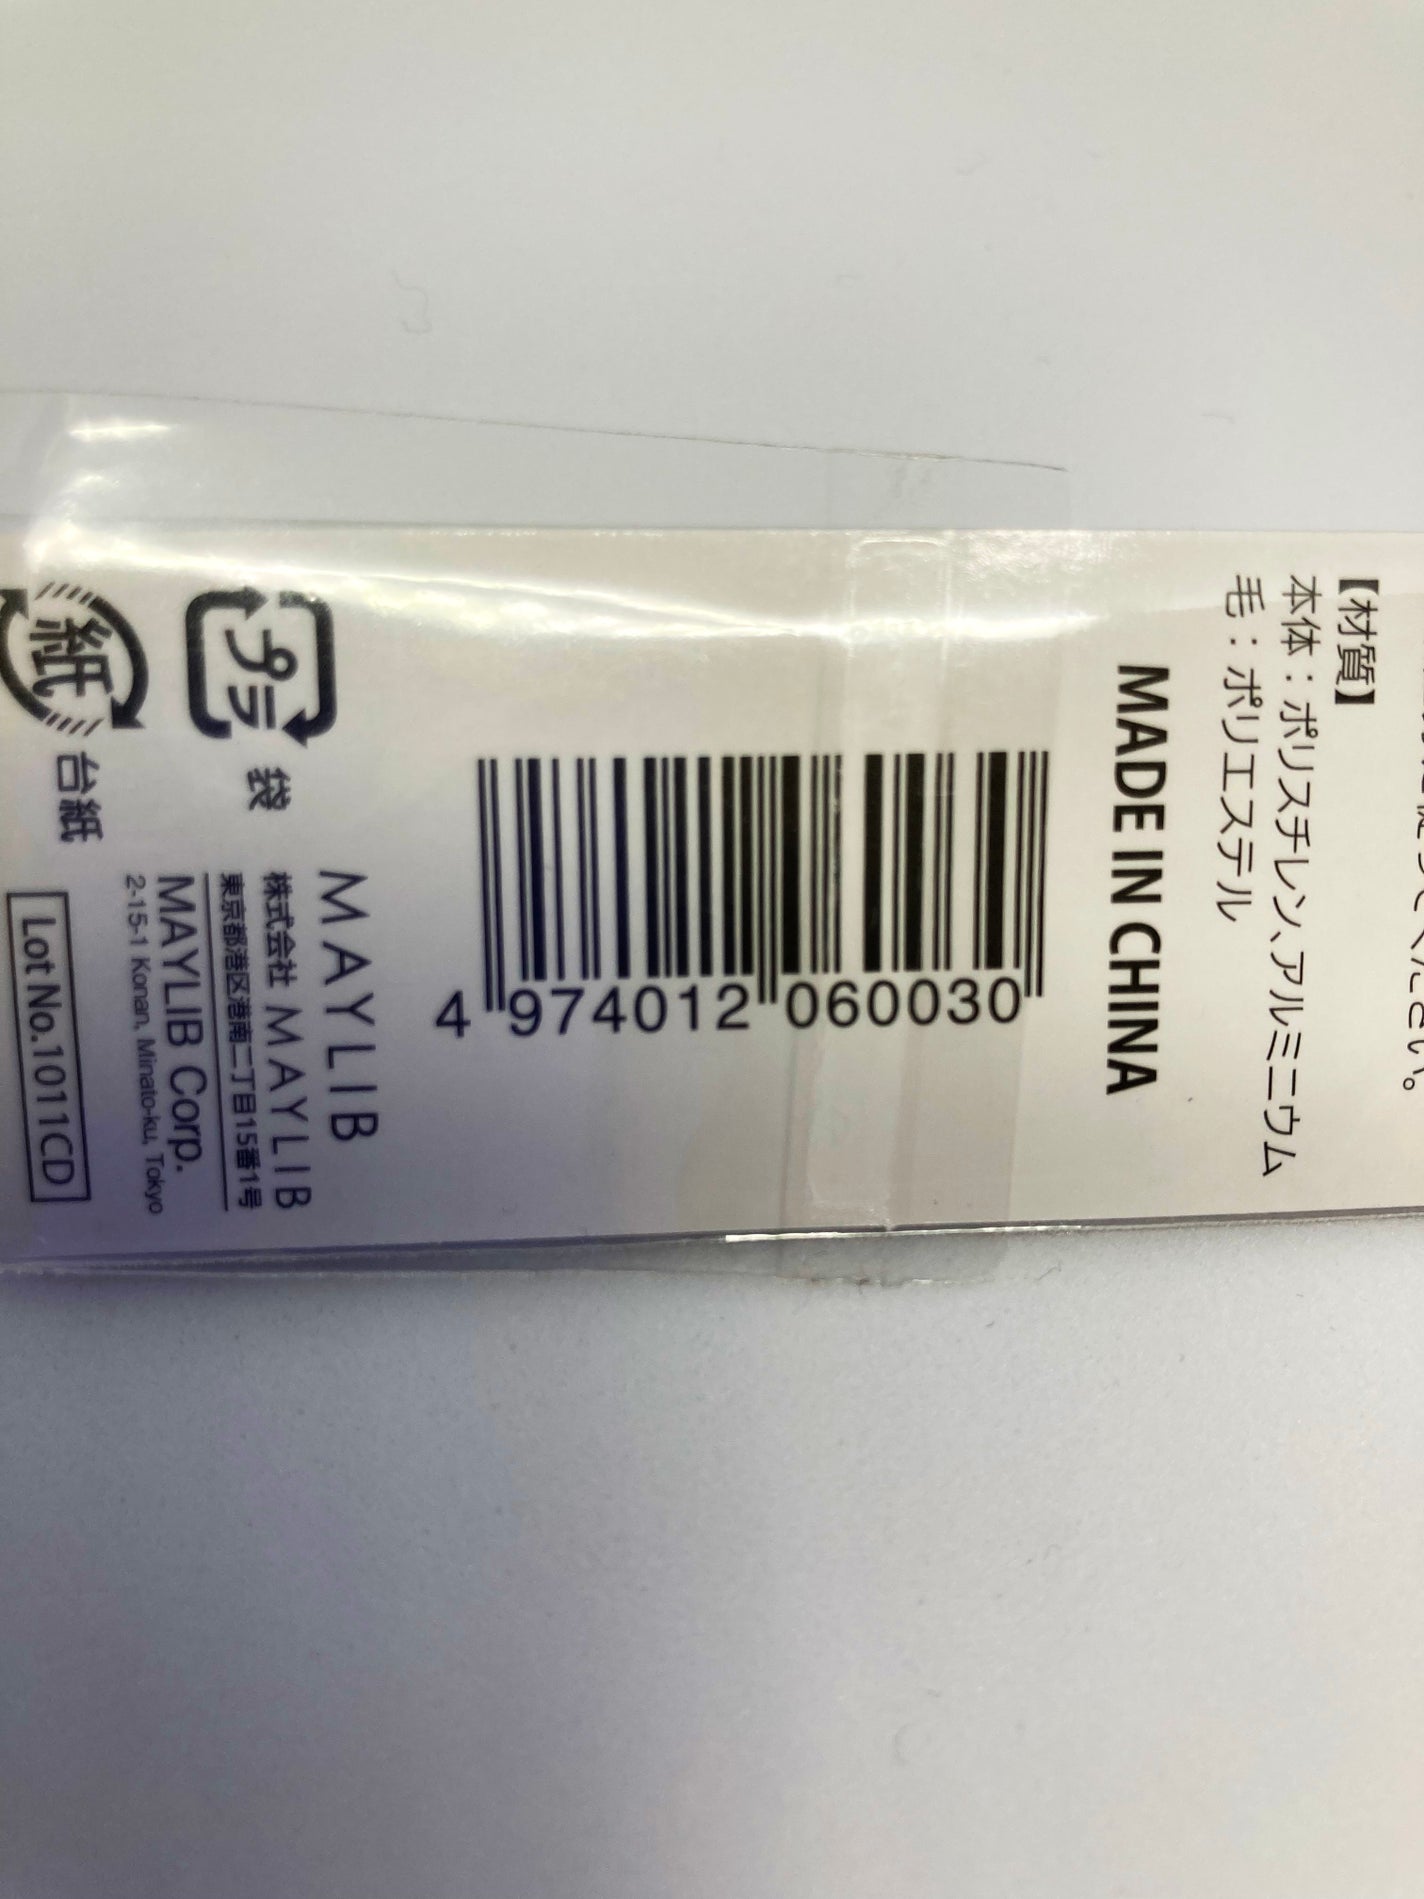 【材質】
本体：ポリスチレン、アルミニウム
毛：ポリエステル
MADE IN CHINA
4 974012 060030
プラ 袋
紙 台紙
MAYLIB
株式会社 MAYLIB
東京都港区港南二丁目15番1号
MAYLIB Corp.
2-15-1 Konan, Minato-ku, Tokyo
Lot No.1011CD